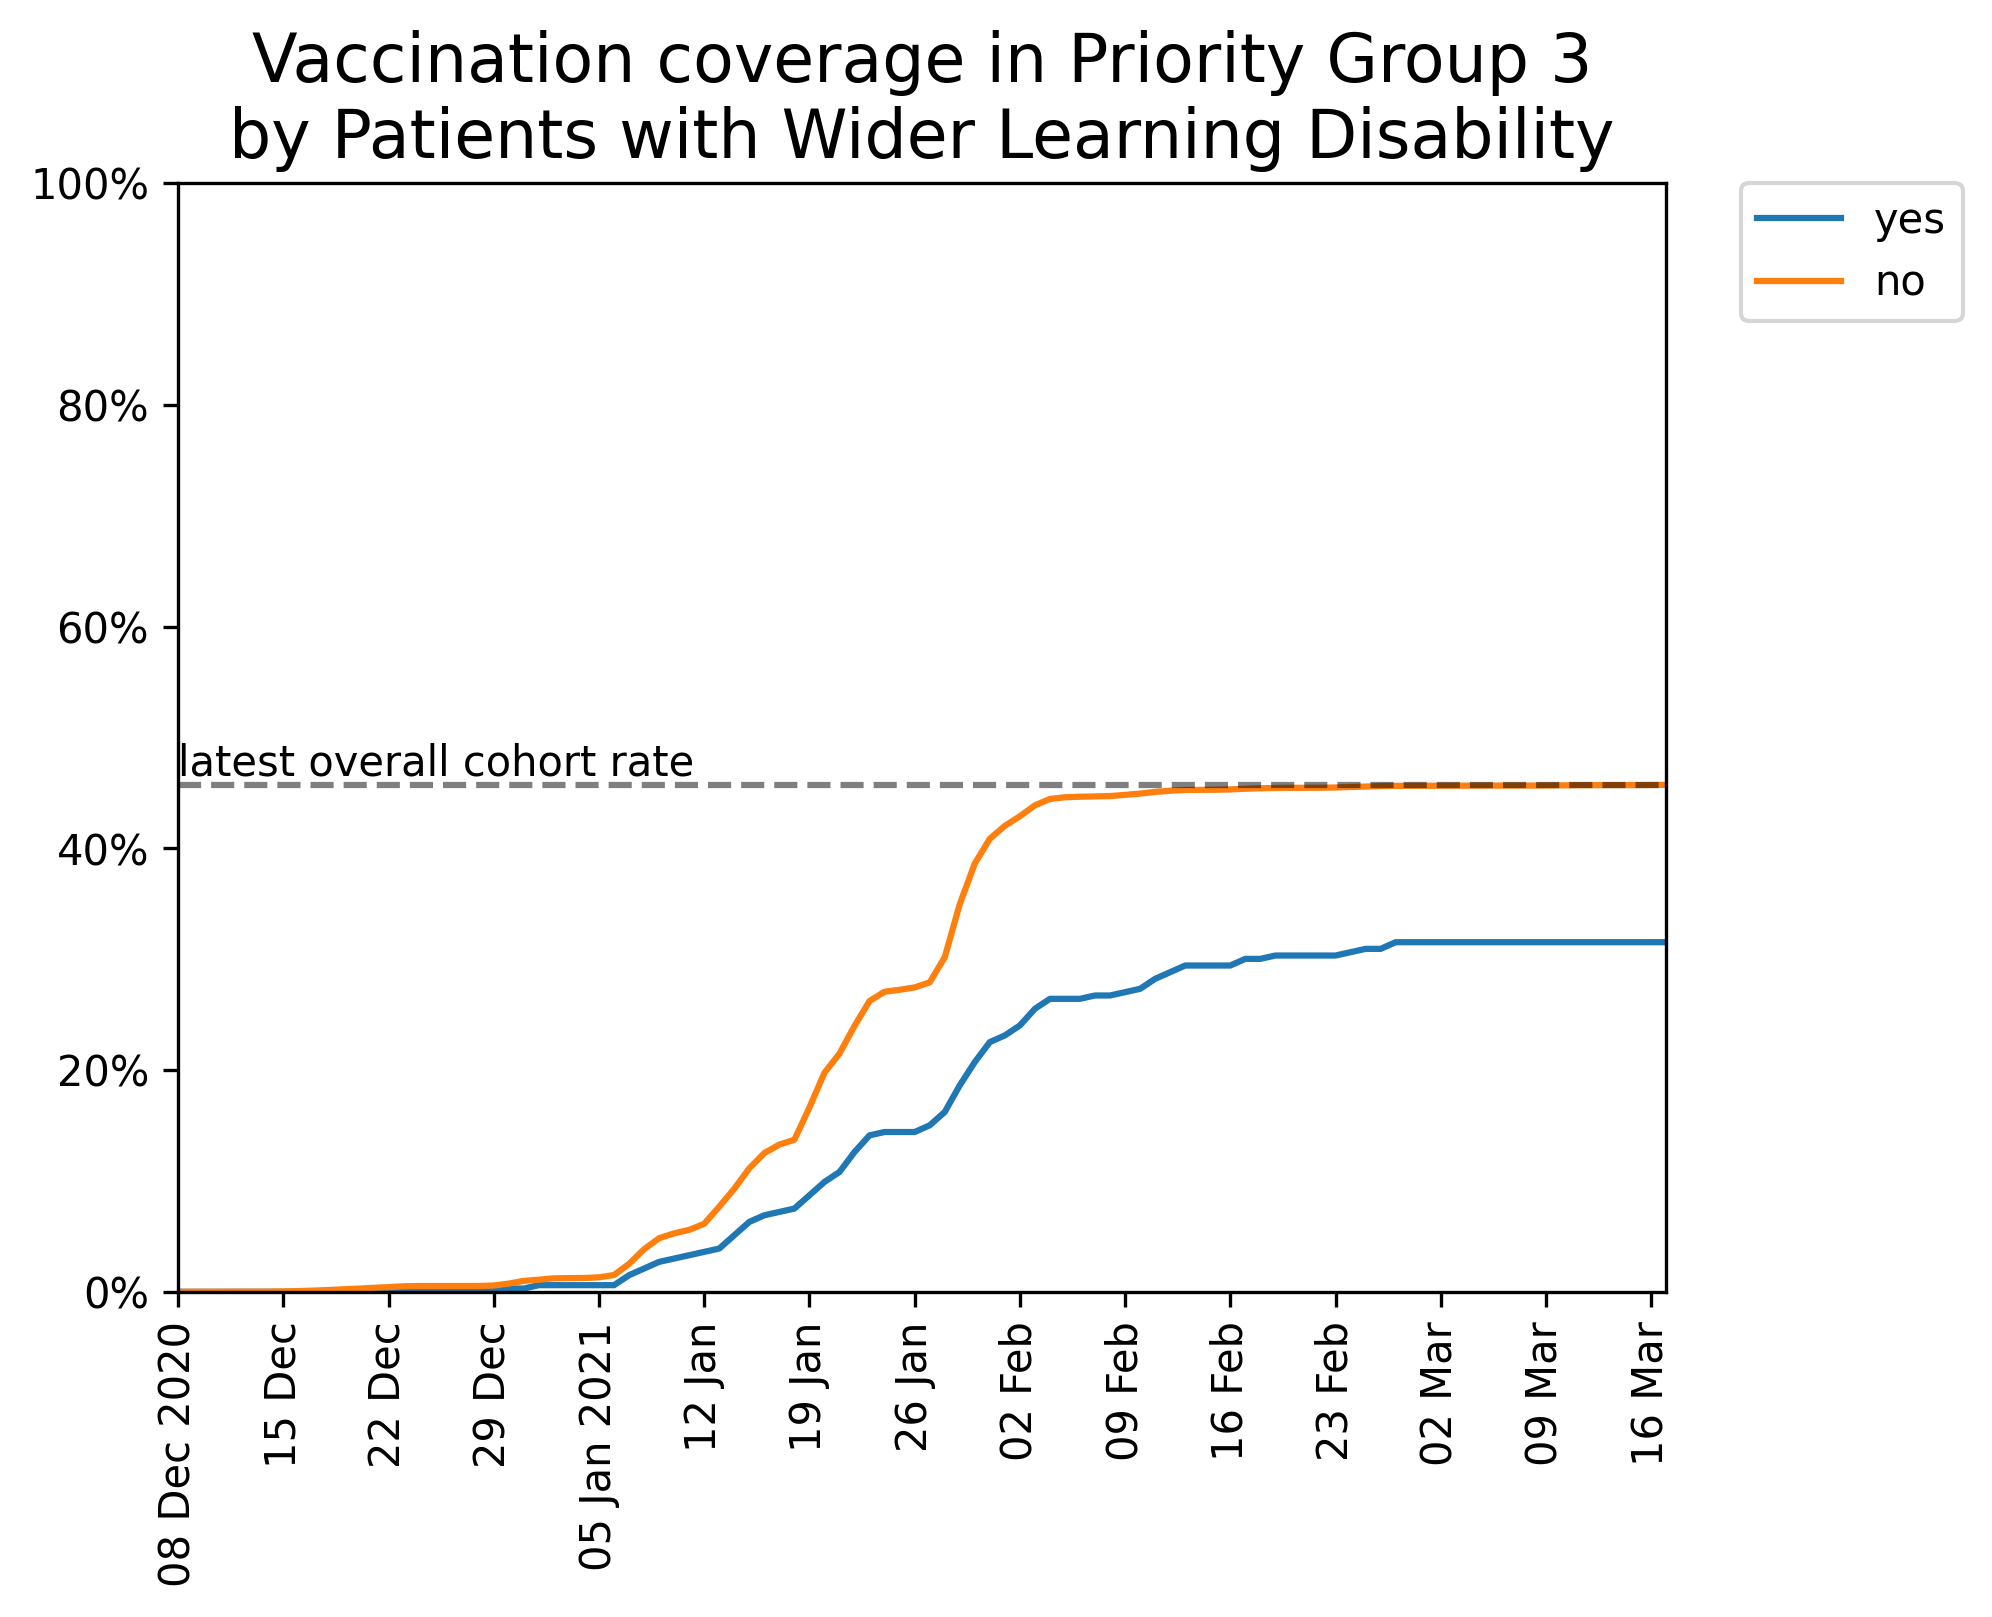 Vaccination coverage in Priority Group 3
by Patients with Wider Learning Disability
100%
80%
60%
40%
20%
0%
latest overall cohort rate
yes
no
08 Dec 2020
15 Dec
22 Dec
29 Dec
05 Jan 2021
12 Jan
19 Jan
26 Jan
02 Feb
09 Feb
16 Feb
23 Feb
02 Mar
09 Mar
16 Mar